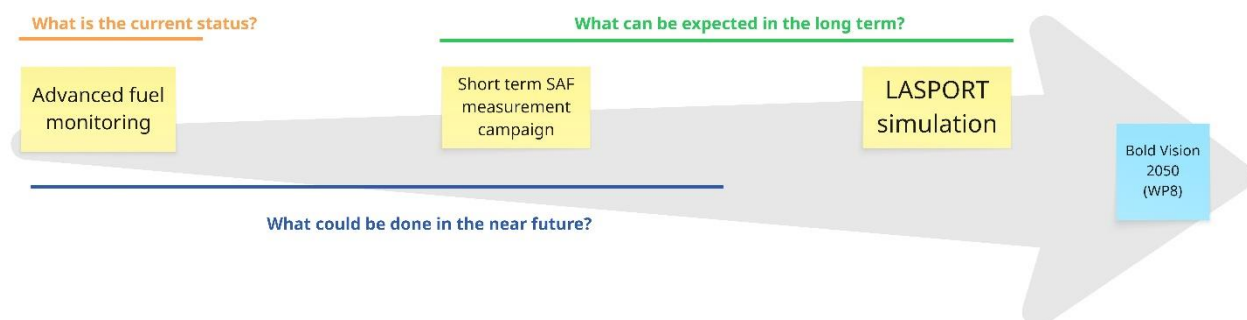 What is the current status?
What can be expected in the long term?
Advanced fuel
monitoring
Short term SAF
measurement
campaign
LASPORT
simulation
Bold Vision
2050
(WP8)
What could be done in the near future?